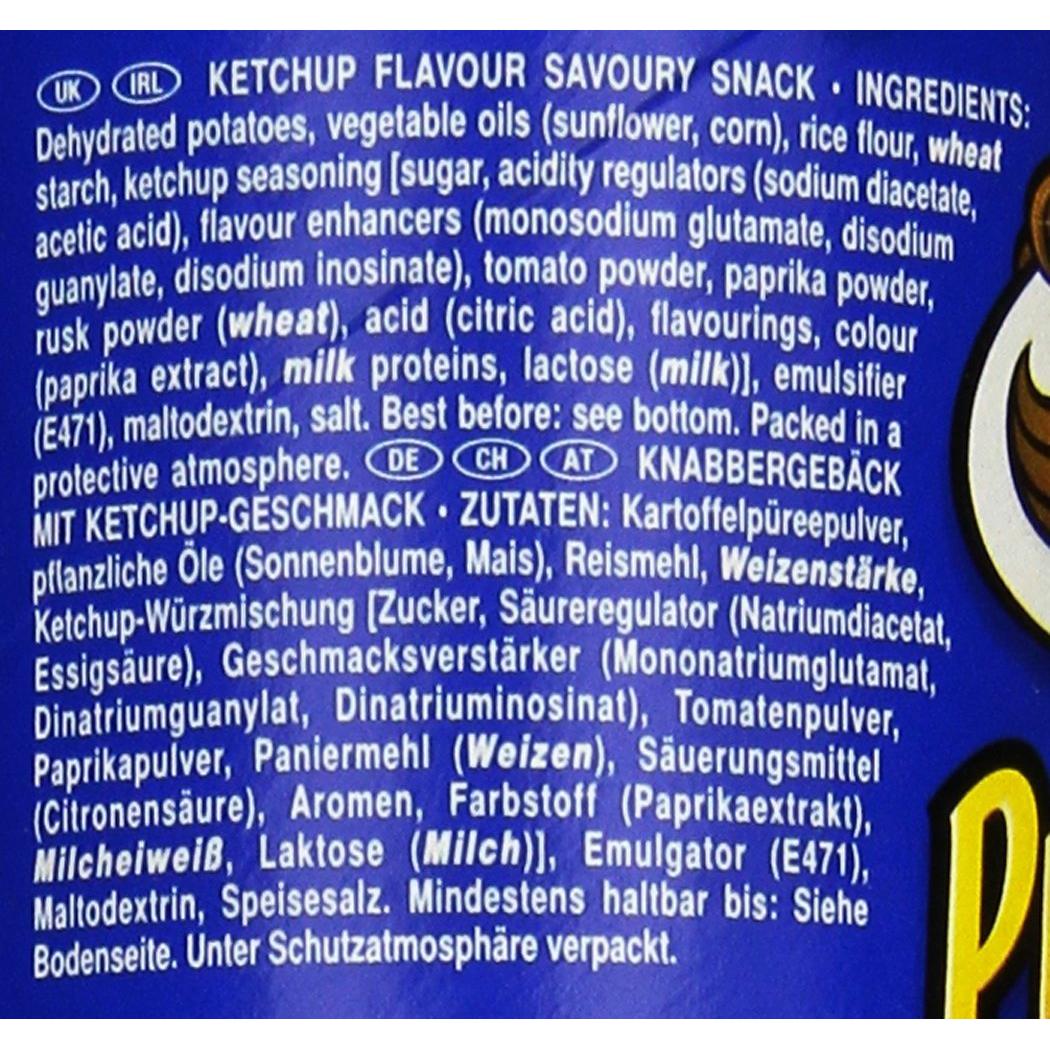 UK IRL KETCHUP FLAVOUR SAVOURY SNACK • INGREDIENTS:
Dehydrated potatoes, vegetable oils (sunflower, corn), rice flour, wheat
starch, ketchup seasoning [sugar, acidity regulators (sodium diacetate,
acetic acid), flavour enhancers (monosodium glutamate, disodium
guanylate, disodium inosinate), tomato powder, paprika powder,
rusk powder (wheat), acid (citric acid), flavourings, colour
(paprika extract), milk proteins, lactose (milk)], emulsifier
(E471), maltodextrin, salt. Best before: see bottom. Packed in a
protective atmosphere. DE CH AT KNABBERGEBÄCK
MIT KETCHUP-GESCHMACK • ZUTATEN: Kartoffelpüreepulver,
pflanzliche Öle (Sonnenblume, Mais), Reismehl, Weizenstärke,
Ketchup-Würzmischung [Zucker, Säureregulator (Natriumdiacetat,
Essigsäure), Geschmacksverstärker (Mononatriumglutamat,
Dinatriumguanylat, Dinatriuminosinat), Tomatenpulver,
Paprikapulver, Paniermehl (Weizen), Säuerungsmittel
(Citronensäure), Aromen, Farbstoff (Paprikaextrakt),
Milcheiweiß, Laktose (Milch)], Emulgator (E471),
Maltodextrin, Speisesalz. Mindestens haltbar bis: Siehe
Bodenseite. Unter Schutzatmosphäre verpackt.